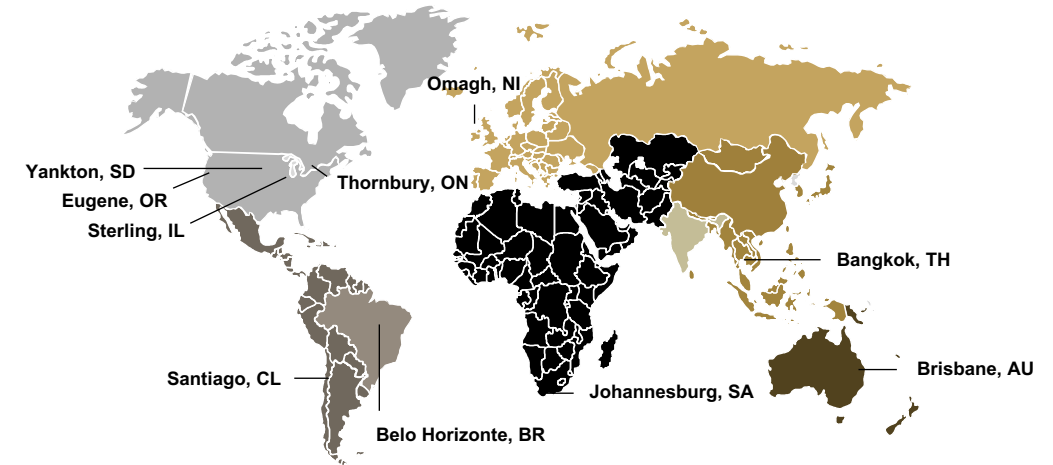 Omagh, NI
Yankton, SD
Thornbury, ON
Eugene, OR
Sterling, IL
Bangkok, TH
Brisbane, AU
Santiago, CL
Johannesburg, SA
Belo Horizonte, BR